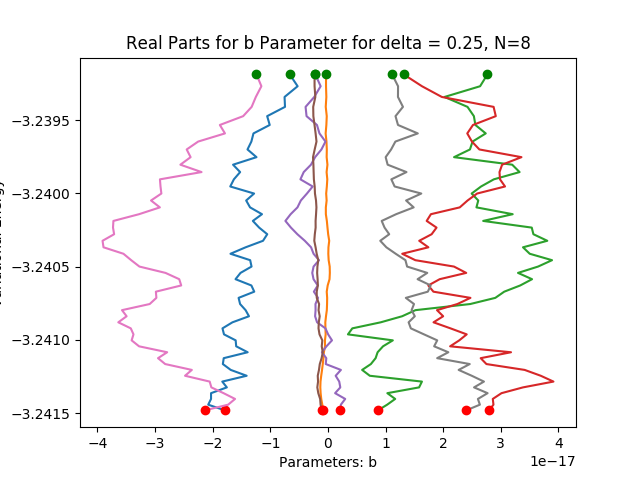 Real Parts for b Parameter for delta = 0.25, N=8
−3.2395
−3.2400
−3.2405
−3.2410
−3.2415
−4 −3 −2 −1 0 1 2 3 4
Parameters: b
1e−17